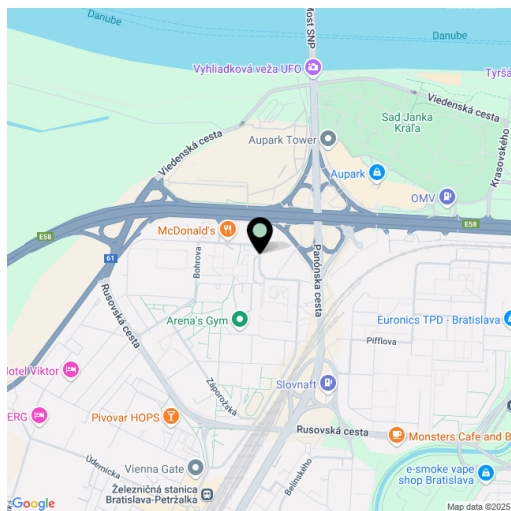 Danube
Most SNP
Danube
Vyhliadková veža UFO
Tyrša
Viedenská cesta
Sad Janka
Kráľa
Viedenská cesta
Aupark Tower
Krasovského
Aupark
OMV
McDonald's
E58
E58
61
Bohrova
Panónska cesta
Rusovská cesta
Arena's Gym
Euronics TPD - Bratislava
Pifflova
Hotel Viktor
Slovnaft
Záporožská
ERG
Pivovar HOPS
Rusovská cesta
Monsters Cafe and B
Údernícka
Vienna Gate
Belinského
e-smoke vape
shop Bratislava
Železničná stanica
Bratislava-Petržalka
Google
Map data ©2025